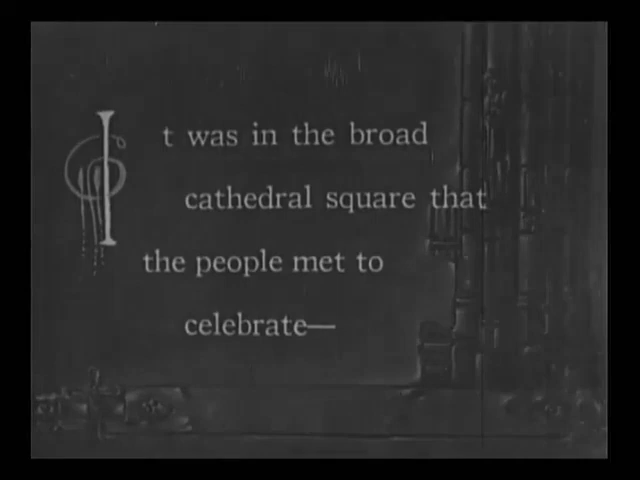 It was in the broad
cathedral square that
the people met to
celebrate—